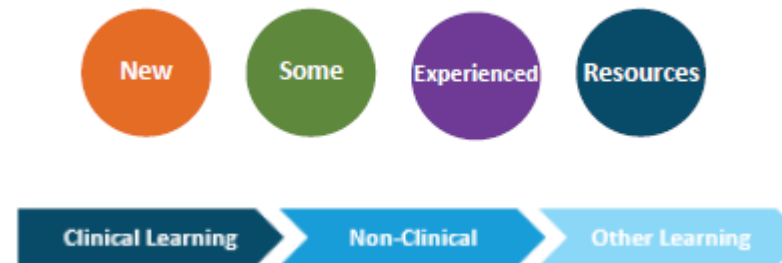 New
Some
Experienced
Resources
Clinical Learning
Non-Clinical
Other Learning